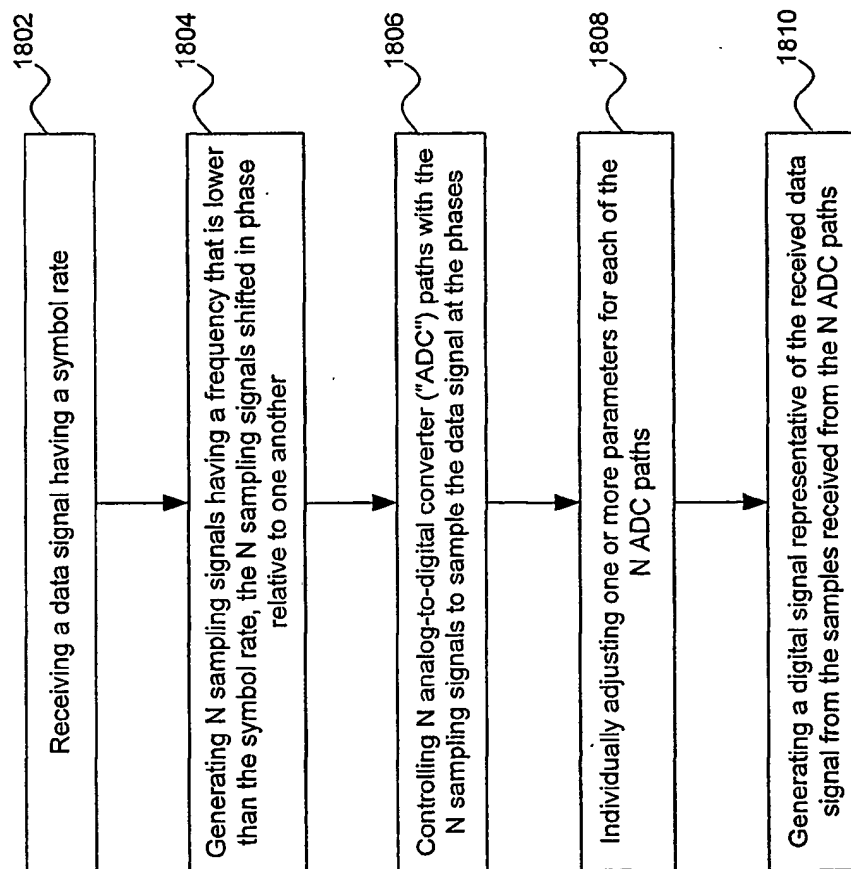 Receiving a data signal having a symbol rate
1802
Generating N sampling signals having a frequency that is lower
than the symbol rate, the N sampling signals shifted in phase
relative to one another
1804
Controlling N analog-to-digital converter ("ADC") paths with the
N sampling signals to sample the data signal at the phases
1806
Individually adjusting one or more parameters for each of the
N ADC paths
1808
Generating a digital signal representative of the received data
signal from the samples received from the N ADC paths
1810